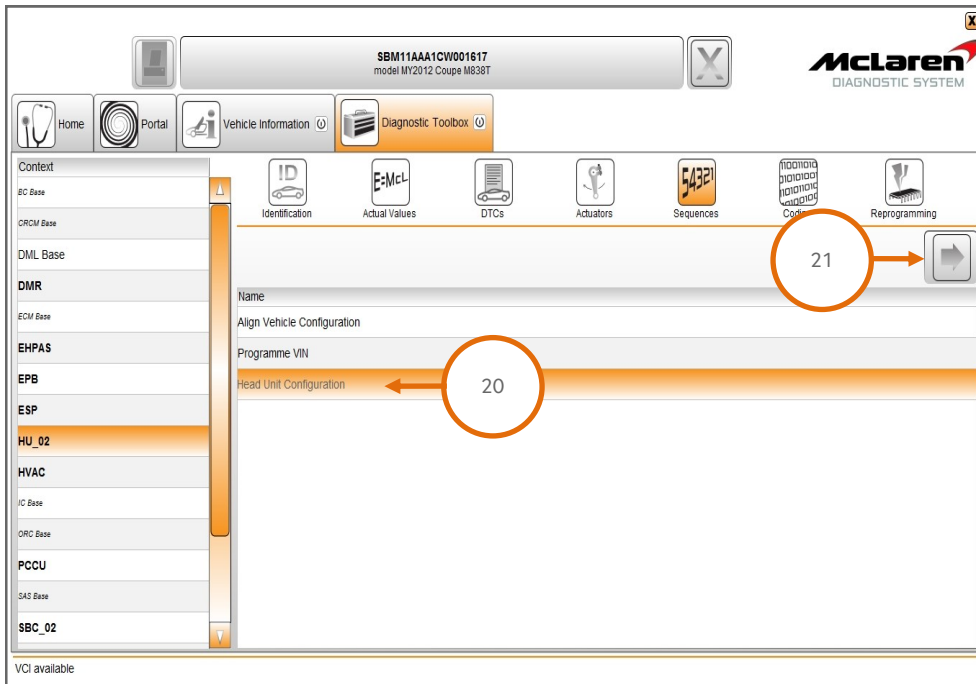 X
SBM11AAA1CW001617
model MY2012 Coupe M838T
X
McLaren
DIAGNOSTIC SYSTEM
Home
Portal
Vehicle Information
Diagnostic Toolbox
Context
BC Base
CRCM Base
DML Base
DMR
ECM Base
EHPAS
EPB
ESP
HU_02
HVAC
IC Base
ORC Base
PCCU
SAS Base
SBC_02
ID
Identification
E=McL
Actual Values
DTCs
Actuators
54321
Sequences
Reprogramming
21
Name
Align Vehicle Configuration
Programme VIN
Head Unit Configuration
20
VCI available